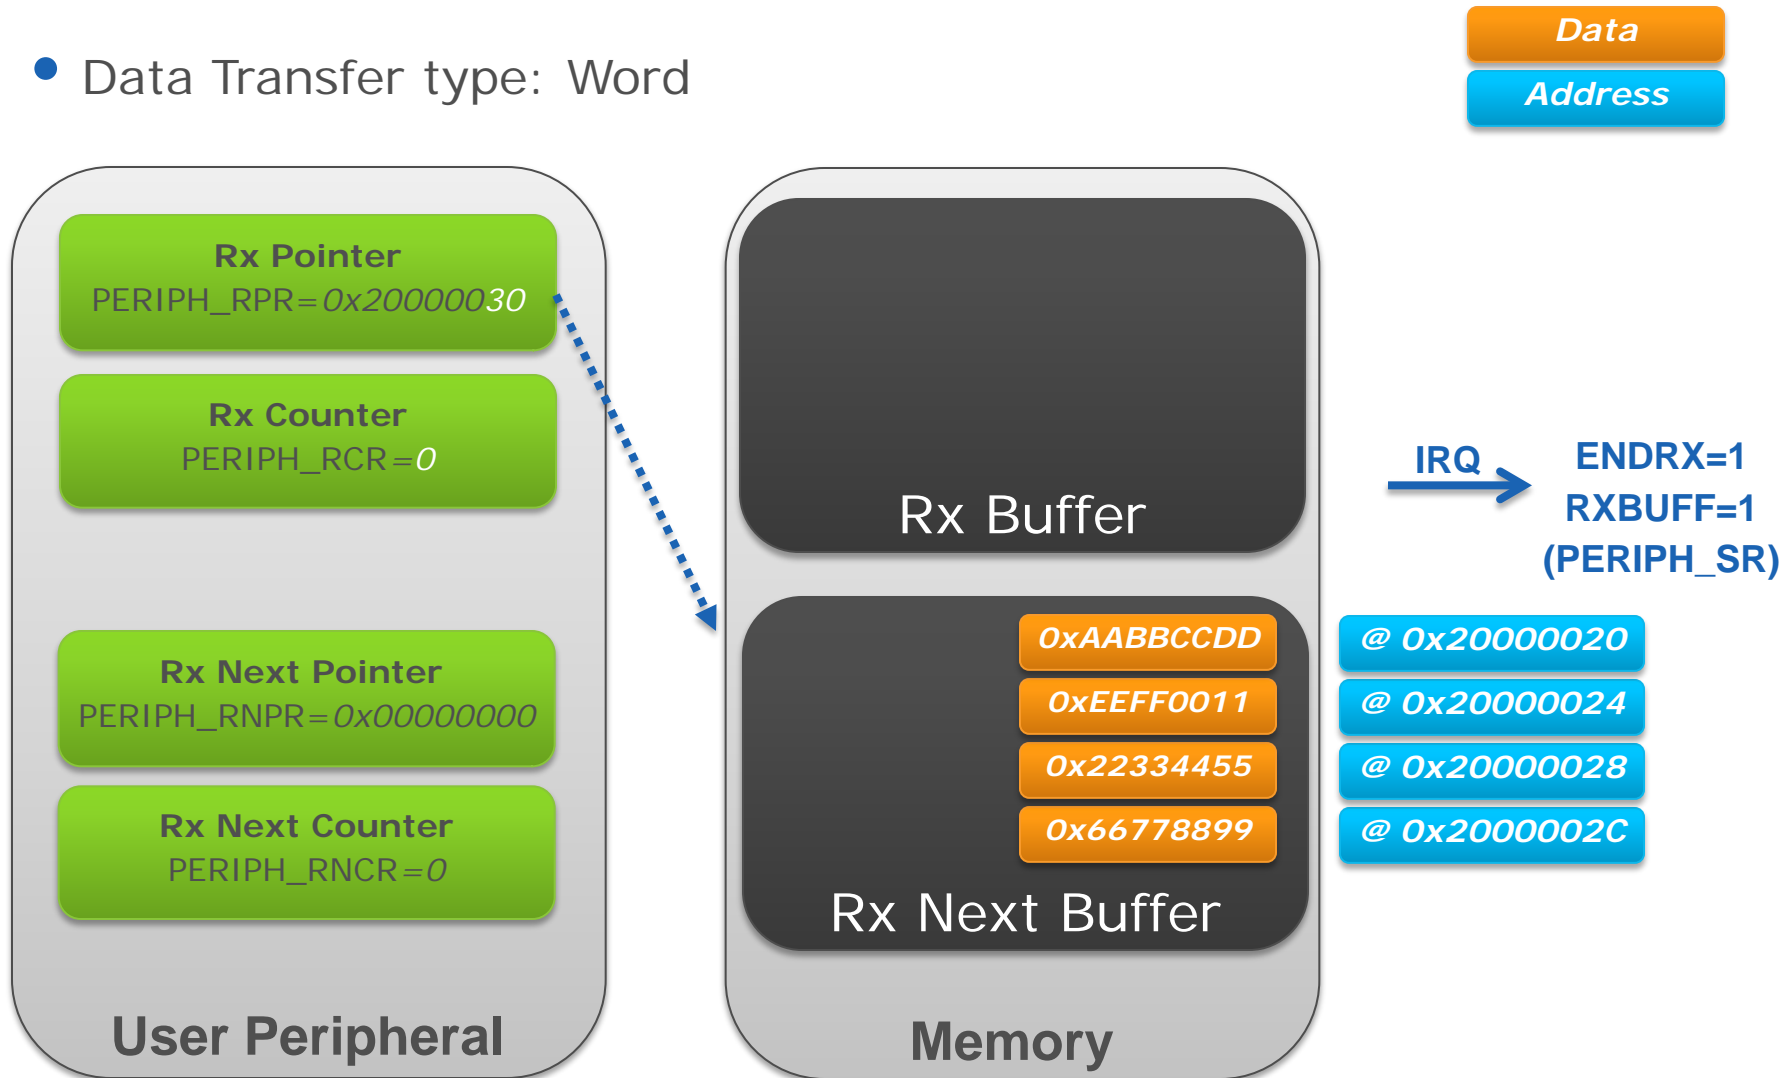 Data
Address
• Data Transfer type: Word
Rx Pointer
PERIPH_RPR=0x20000030
Rx Counter
PERIPH_RCR=0
Rx Next Pointer
PERIPH_RNPR=0x00000000
Rx Next Counter
PERIPH_RNCR=0
User Peripheral
Rx Buffer
0xAABBCCDD
0xEEFF0011
0x22334455
0x66778899
Rx Next Buffer
Memory
IRQ
ENDRX=1
RXBUFF=1
(PERIPH_SR)
@ 0x20000020
@ 0x20000024
@ 0x20000028
@ 0x2000002C